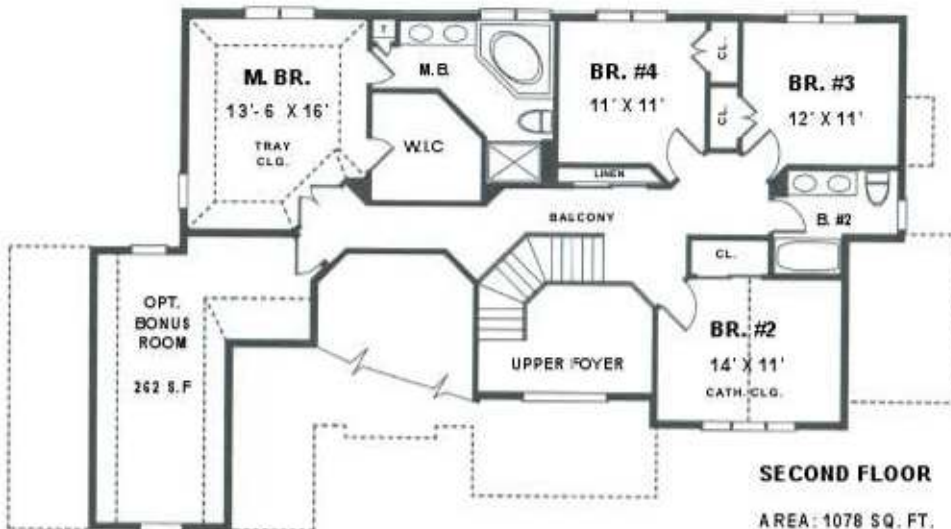 M. BR.
13'-6 X 16'
TRAY
CLG.
T
M.B.
W.I.C
BR. #4
11' X 11'
CL.
CL.
BR. #3
12' X 11'
LINEN
BALCONY
B. #2
CL.
OPT.
BONUS
ROOM
262 S.F
UPPER FOYER
BR. #2
14' X 11'
CATH. CLG.
SECOND FLOOR
AREA: 1078 SQ. FT.